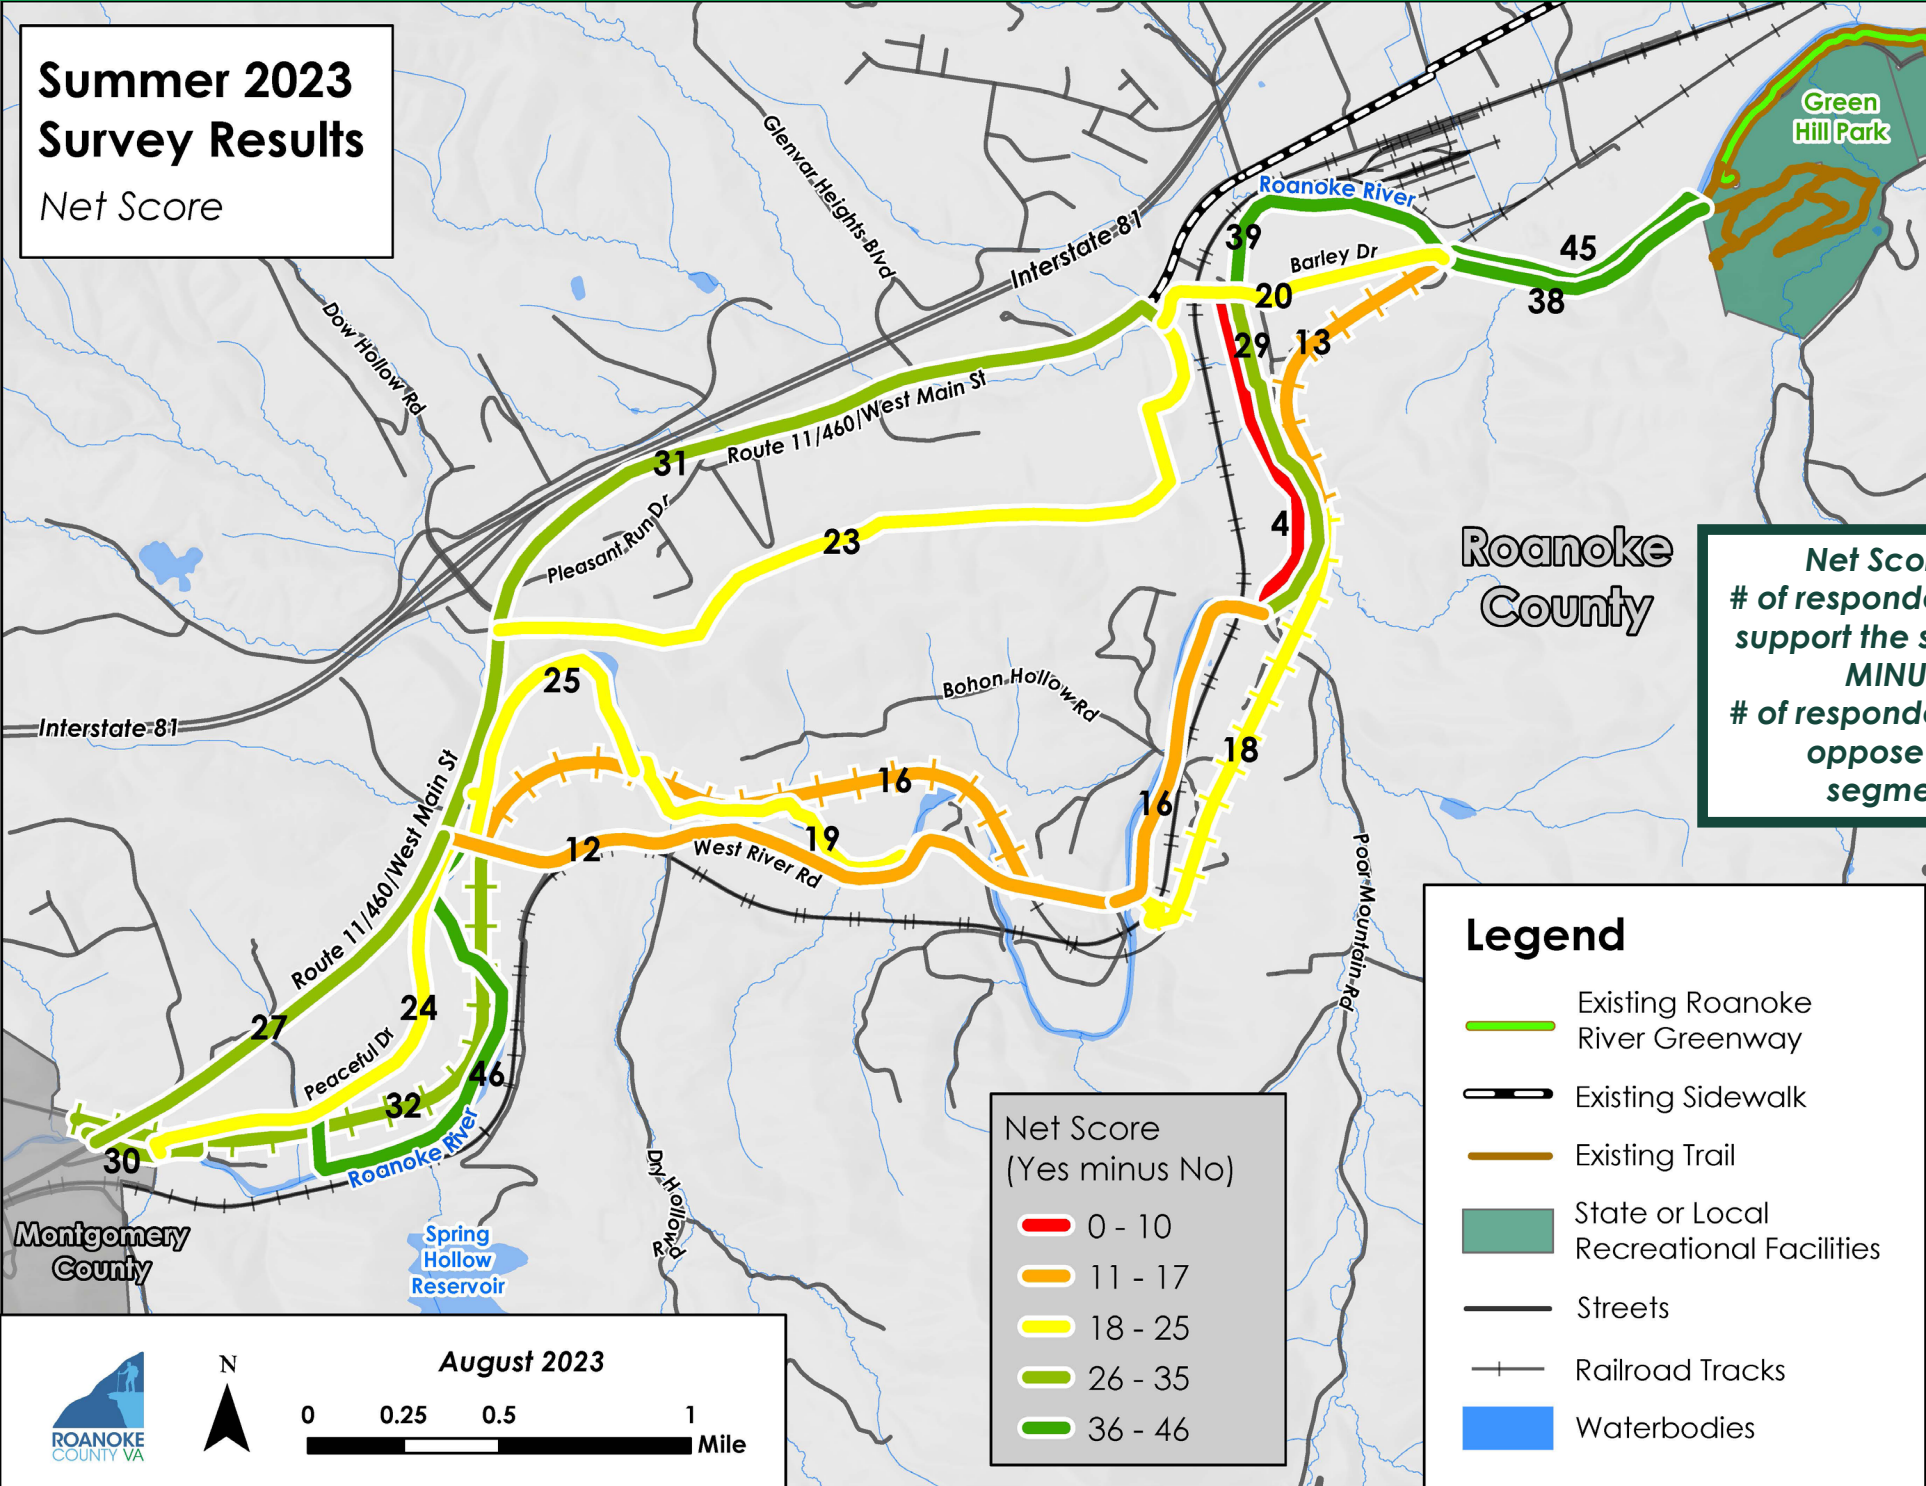 Summer 2023
Survey Results
Net Score
Green
Hill Park
Glenvar Heights Blvd
Interstate 81
Roanoke River
39
Barley Dr
45
20
38
29
13
Dow Hollow Rd
Route 11/460/West Main St
31
Pleasant Run Dr
23
4
Roanoke
County
# of
support the
MINU
# of
oppose
25
Bohon Hollow Rd
Interstate 81
18
16
16
Route 11/460/West Main St
12
West River Rd
19
Poor Mountain Rd
24
27
Peaceful Dr
46
32
30
Roanoke River
Dry Hollow
Montgomery
County
Spring
Hollow
Reservoir
Net Score
(Yes minus No)
0 - 10
11 - 17
18 - 25
26 - 35
36 - 46
Legend
Existing Roanoke
River Greenway
Existing Sidewalk
Existing Trail
State or Local
Recreational Facilities
Streets
Railroad Tracks
Waterbodies
ROANOKE
COUNTY VA
N
August 2023
0 0.25 0.5 1
Mile